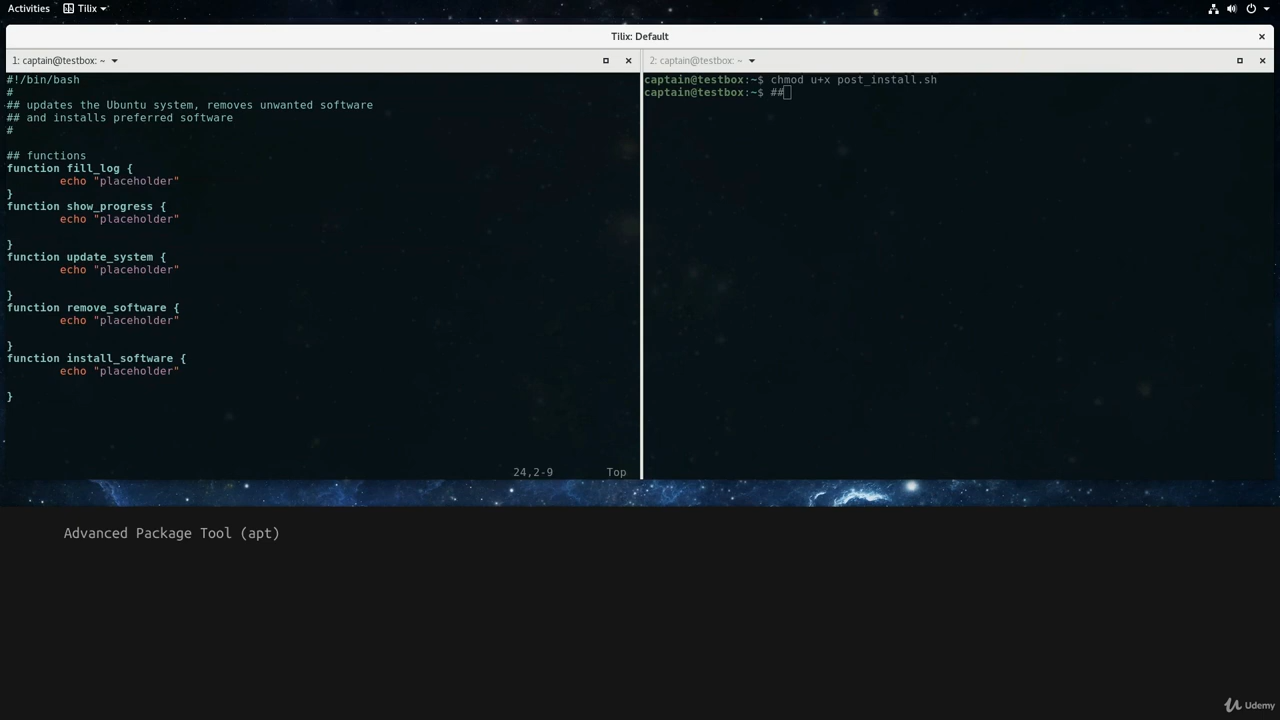 Activities Tilix
Tilix: Default
1: captain@testbox: ~
2: captain@testbox: ~
#!/bin/bash
#
## updates the Ubuntu system, removes unwanted software
## and installs preferred software
#
## functions
function fill_log {
echo "placeholder"
}
function show_progress {
echo "placeholder"
}
function update_system {
echo "placeholder"
}
function remove_software {
echo "placeholder"
}
function install_software {
echo "placeholder"
}
24,2-9 Top
captain@testbox:~$ chmod u+x post_install.sh
captain@testbox:~$ ##
Advanced Package Tool (apt)
Udemy